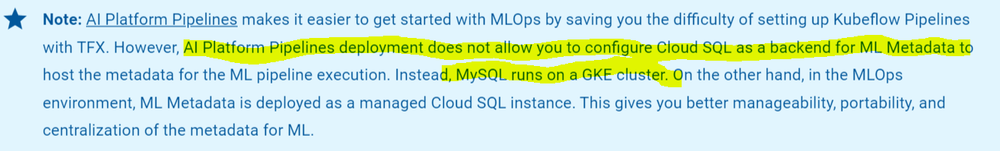 Note: AI Platform Pipelines makes it easier to get started with MLOps by saving you the difficulty of setting up Kubeflow Pipelines
with TFX. However, AI Platform Pipelines deployment does not allow you to configure Cloud SQL as a backend for ML Metadata to
host the metadata for the ML pipeline execution. Instead, MySQL runs on a GKE cluster. On the other hand, in the MLOps
environment, ML Metadata is deployed as a managed Cloud SQL instance. This gives you better manageability, portability, and
centralization of the metadata for ML.